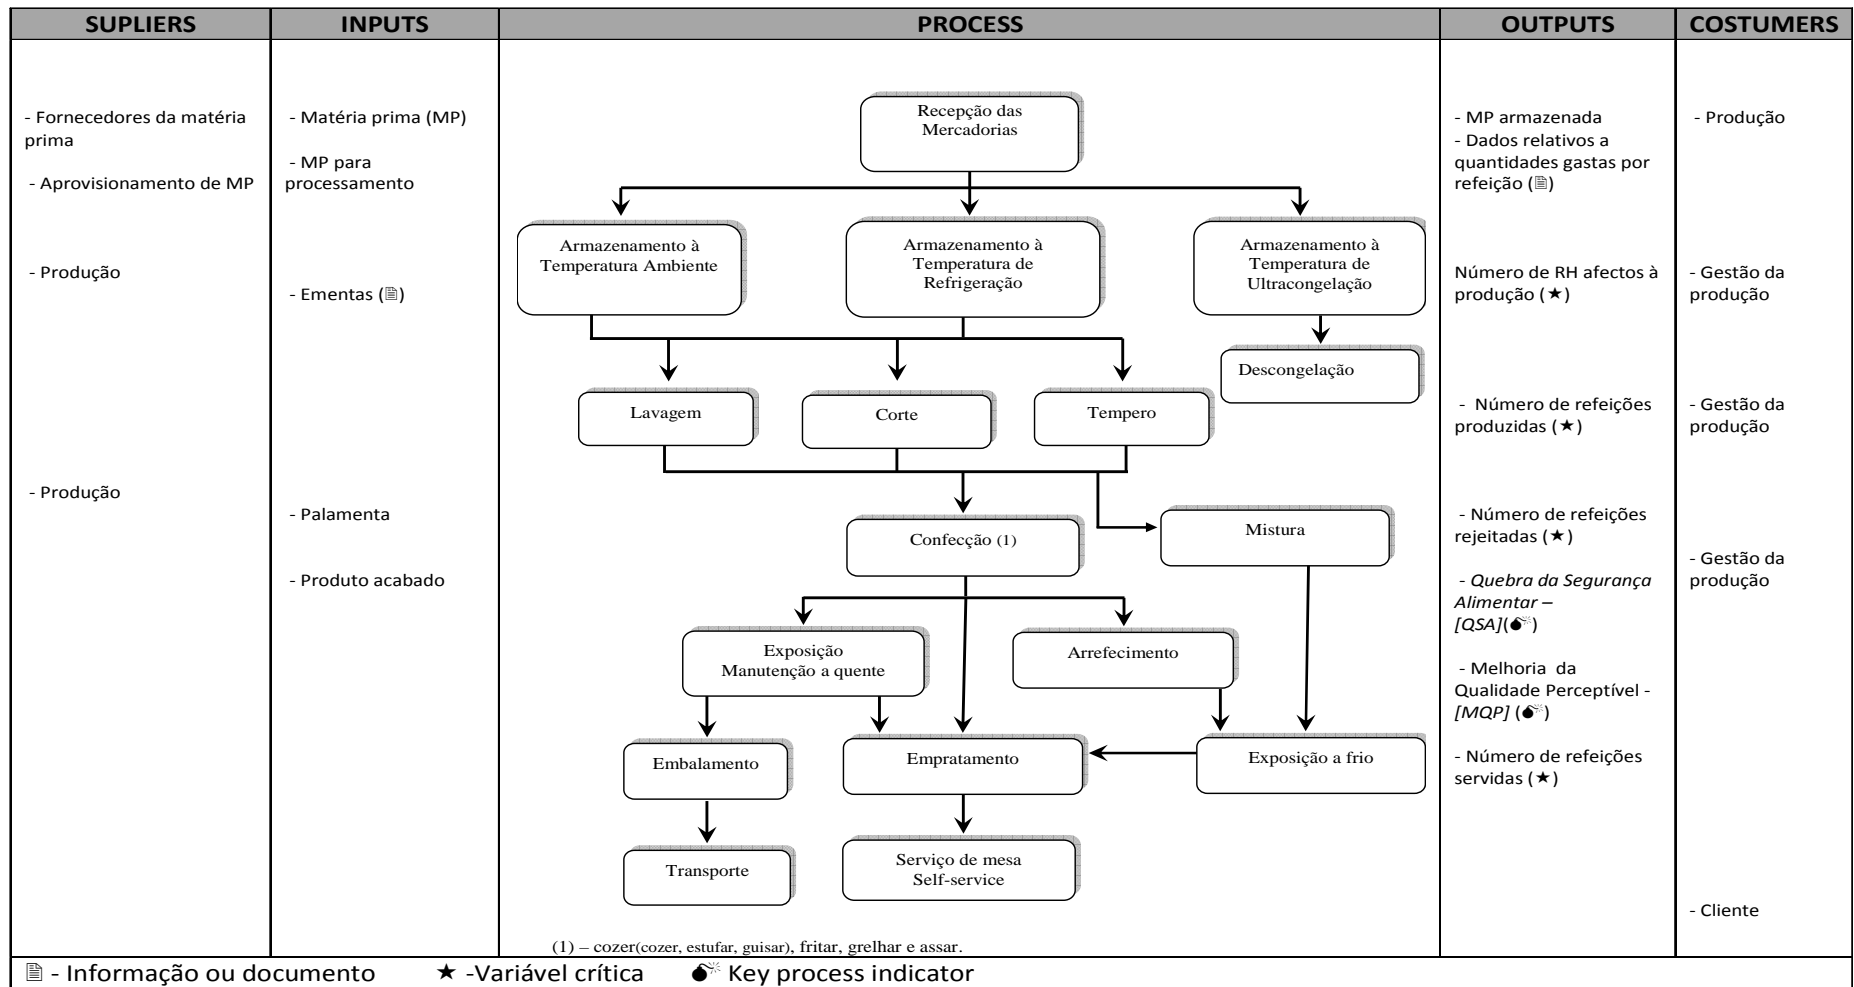 SUPLIERS
INPUTS
PROCESS
OUTPUTS
COSTUMERS
- Fornecedores da matéria
prima
- Aprovisionamento de MP
- Produção
- Produção
- Matéria prima (MP)
- MP para
processamento
- Ementas (🗎)
- Palamenta
- Produto acabado
Recepção das
Mercadorias
Armazenamento à
Temperatura Ambiente
Armazenamento à
Temperatura de
Refrigeração
Armazenamento à
Temperatura de
Ultracongelação
Descongelação
Lavagem
Corte
Tempero
Confecção (1)
Mistura
Exposição
Manutenção a quente
Arrefecimento
Embalamento
Empratamento
Exposição a frio
Transporte
Serviço de mesa
Self-service
(1) – cozer(cozer, estufar, guisar), fritar, grelhar e assar.
- MP armazenada
- Dados relativos a
quantidades gastas por
refeição (🗎)
Número de RH afectos à
produção (★)
- Número de refeições
produzidas (★)
- Número de refeições
rejeitadas (★)
- Quebra da Segurança
Alimentar –
[QSA](💣)
- Melhoria da
Qualidade Perceptível -
[MQP] (💣)
- Número de refeições
servidas (★)
- Produção
- Gestão da
produção
- Gestão da
produção
- Gestão da
produção
- Cliente
🗎 - Informação ou documento ★ -Variável crítica 💣 Key process indicator